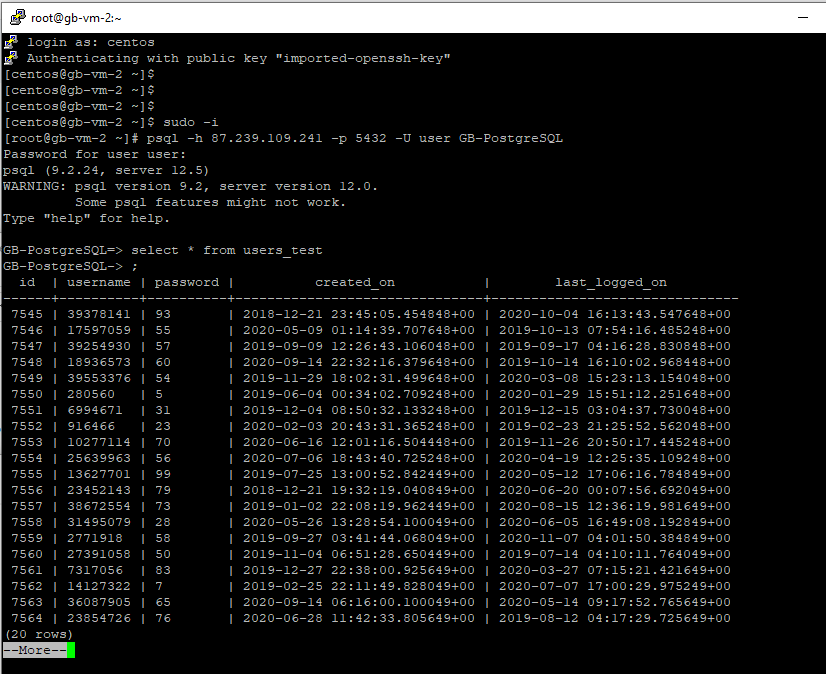 root@gb-vm-2:~
login as: centos
Authenticating with public key "imported-openssh-key"
[centos@gb-vm-2 ~]$
[centos@gb-vm-2 ~]$
[centos@gb-vm-2 ~]$
[centos@gb-vm-2 ~]$ sudo -i
[root@gb-vm-2 ~]# psql -h 87.239.109.241 -p 5432 -U user GB-PostgreSQL
Password for user user:
psql (9.2.24, server 12.5)
WARNING: psql version 9.2, server version 12.0.
         Some psql features might not work.
Type "help" for help.

GB-PostgreSQL=> select * from users_test
GB-PostgreSQL-> ;
  id  | username | password |          created_on           |        last_logged_on
------+----------+----------+-------------------------------+-------------------------------
 7545 | 39378141 | 93       | 2018-12-21 23:45:05.454848+00 | 2020-10-04 16:13:43.547648+00
 7546 | 17597059 | 55       | 2020-05-09 01:14:39.707648+00 | 2019-10-13 07:54:16.485248+00
 7547 | 39254930 | 57       | 2019-09-09 12:26:43.106048+00 | 2019-09-17 04:16:28.830848+00
 7548 | 18936573 | 60       | 2020-09-14 22:32:16.379648+00 | 2019-10-14 16:10:02.968448+00
 7549 | 39553376 | 54       | 2019-11-29 18:02:31.499648+00 | 2020-03-08 15:23:13.154048+00
 7550 | 280560   | 5        | 2019-06-04 00:34:02.709248+00 | 2020-01-29 15:51:12.251648+00
 7551 | 6994671  | 31       | 2019-12-04 08:50:32.133248+00 | 2019-12-15 03:04:37.730048+00
 7552 | 916466   | 23       | 2020-02-03 20:43:31.365248+00 | 2019-02-23 21:25:52.562048+00
 7553 | 10277114 | 70       | 2020-06-16 12:01:16.504448+00 | 2019-11-26 20:50:17.445248+00
 7554 | 25639963 | 56       | 2020-07-06 18:43:40.725248+00 | 2020-04-19 12:25:35.109248+00
 7555 | 13627701 | 99       | 2019-07-25 13:00:52.842449+00 | 2020-05-12 17:06:16.784849+00
 7556 | 23452143 | 79       | 2018-12-21 19:32:19.040849+00 | 2020-06-20 00:07:56.692049+00
 7557 | 38672554 | 73       | 2019-01-02 22:08:19.962449+00 | 2020-08-15 12:36:19.981649+00
 7558 | 31495079 | 28       | 2020-05-26 13:28:54.100049+00 | 2020-06-05 16:49:08.192849+00
 7559 | 2771918  | 58       | 2019-09-27 03:41:44.068049+00 | 2020-11-07 04:01:50.384849+00
 7560 | 27391058 | 50       | 2019-11-04 06:51:28.650449+00 | 2019-07-14 04:10:11.764049+00
 7561 | 7317056  | 83       | 2019-12-27 22:38:00.925649+00 | 2020-03-27 07:15:21.421649+00
 7562 | 14127322 | 7        | 2019-02-25 22:11:49.828049+00 | 2020-07-07 17:00:29.975249+00
 7563 | 36087905 | 65       | 2020-09-14 06:16:00.100049+00 | 2020-05-14 09:17:52.765649+00
 7564 | 23854726 | 76       | 2020-06-28 11:42:33.805649+00 | 2019-08-12 04:17:29.725649+00
(20 rows)
--More--